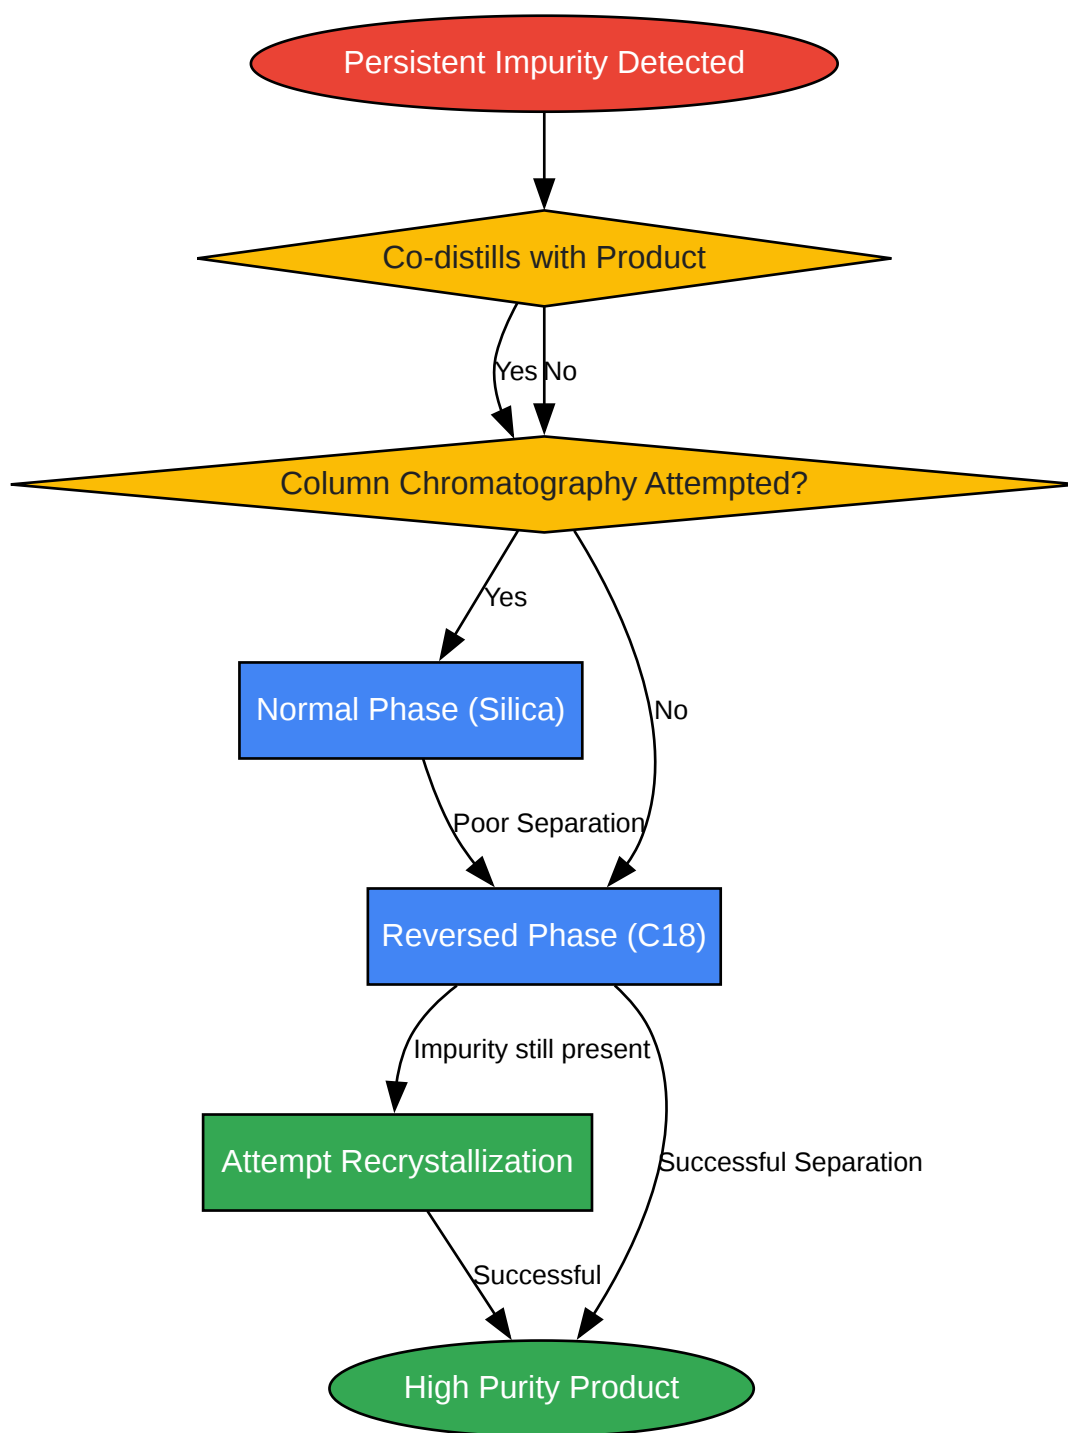 Persistent Impurity Detected
Co-distills with Product
Yes
No
Column Chromatography Attempted?
Yes
Normal Phase (Silica)
No
Poor Separation
Reversed Phase (C18)
Impurity still present
Attempt Recrystallization
Successful Separation
Successful
High Purity Product